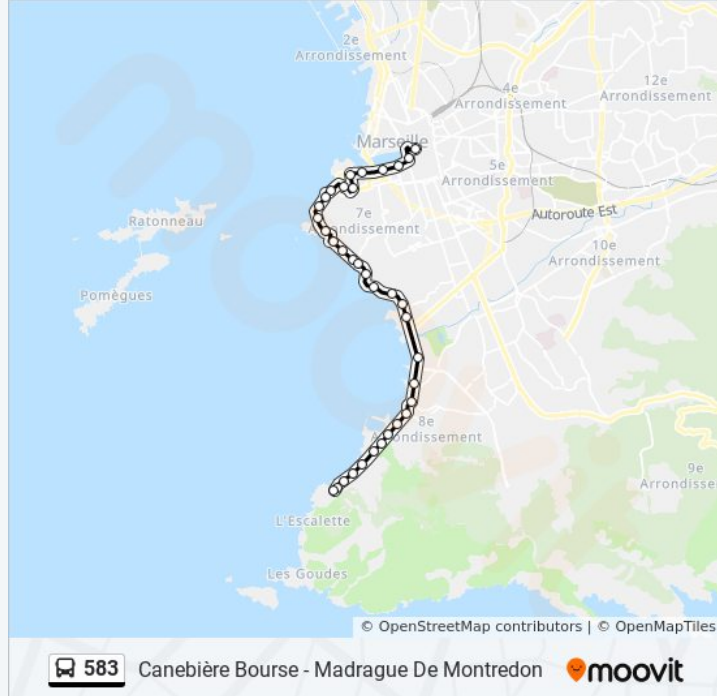 2e
Arrondissement
12e
Arrondissement
4e
Arrondissement
Marseille
5e
Arrondissement
Ratonneau
7e
Arrondissement
Autoroute Est
10e
Arrondissement
Pomègues
8e
Arrondissement
9e
Arrondisse
L'Escalette
Les Goudes
© OpenStreetMap contributors | © OpenMapTiles
583 Canebière Bourse - Madrague De Montredon moovit